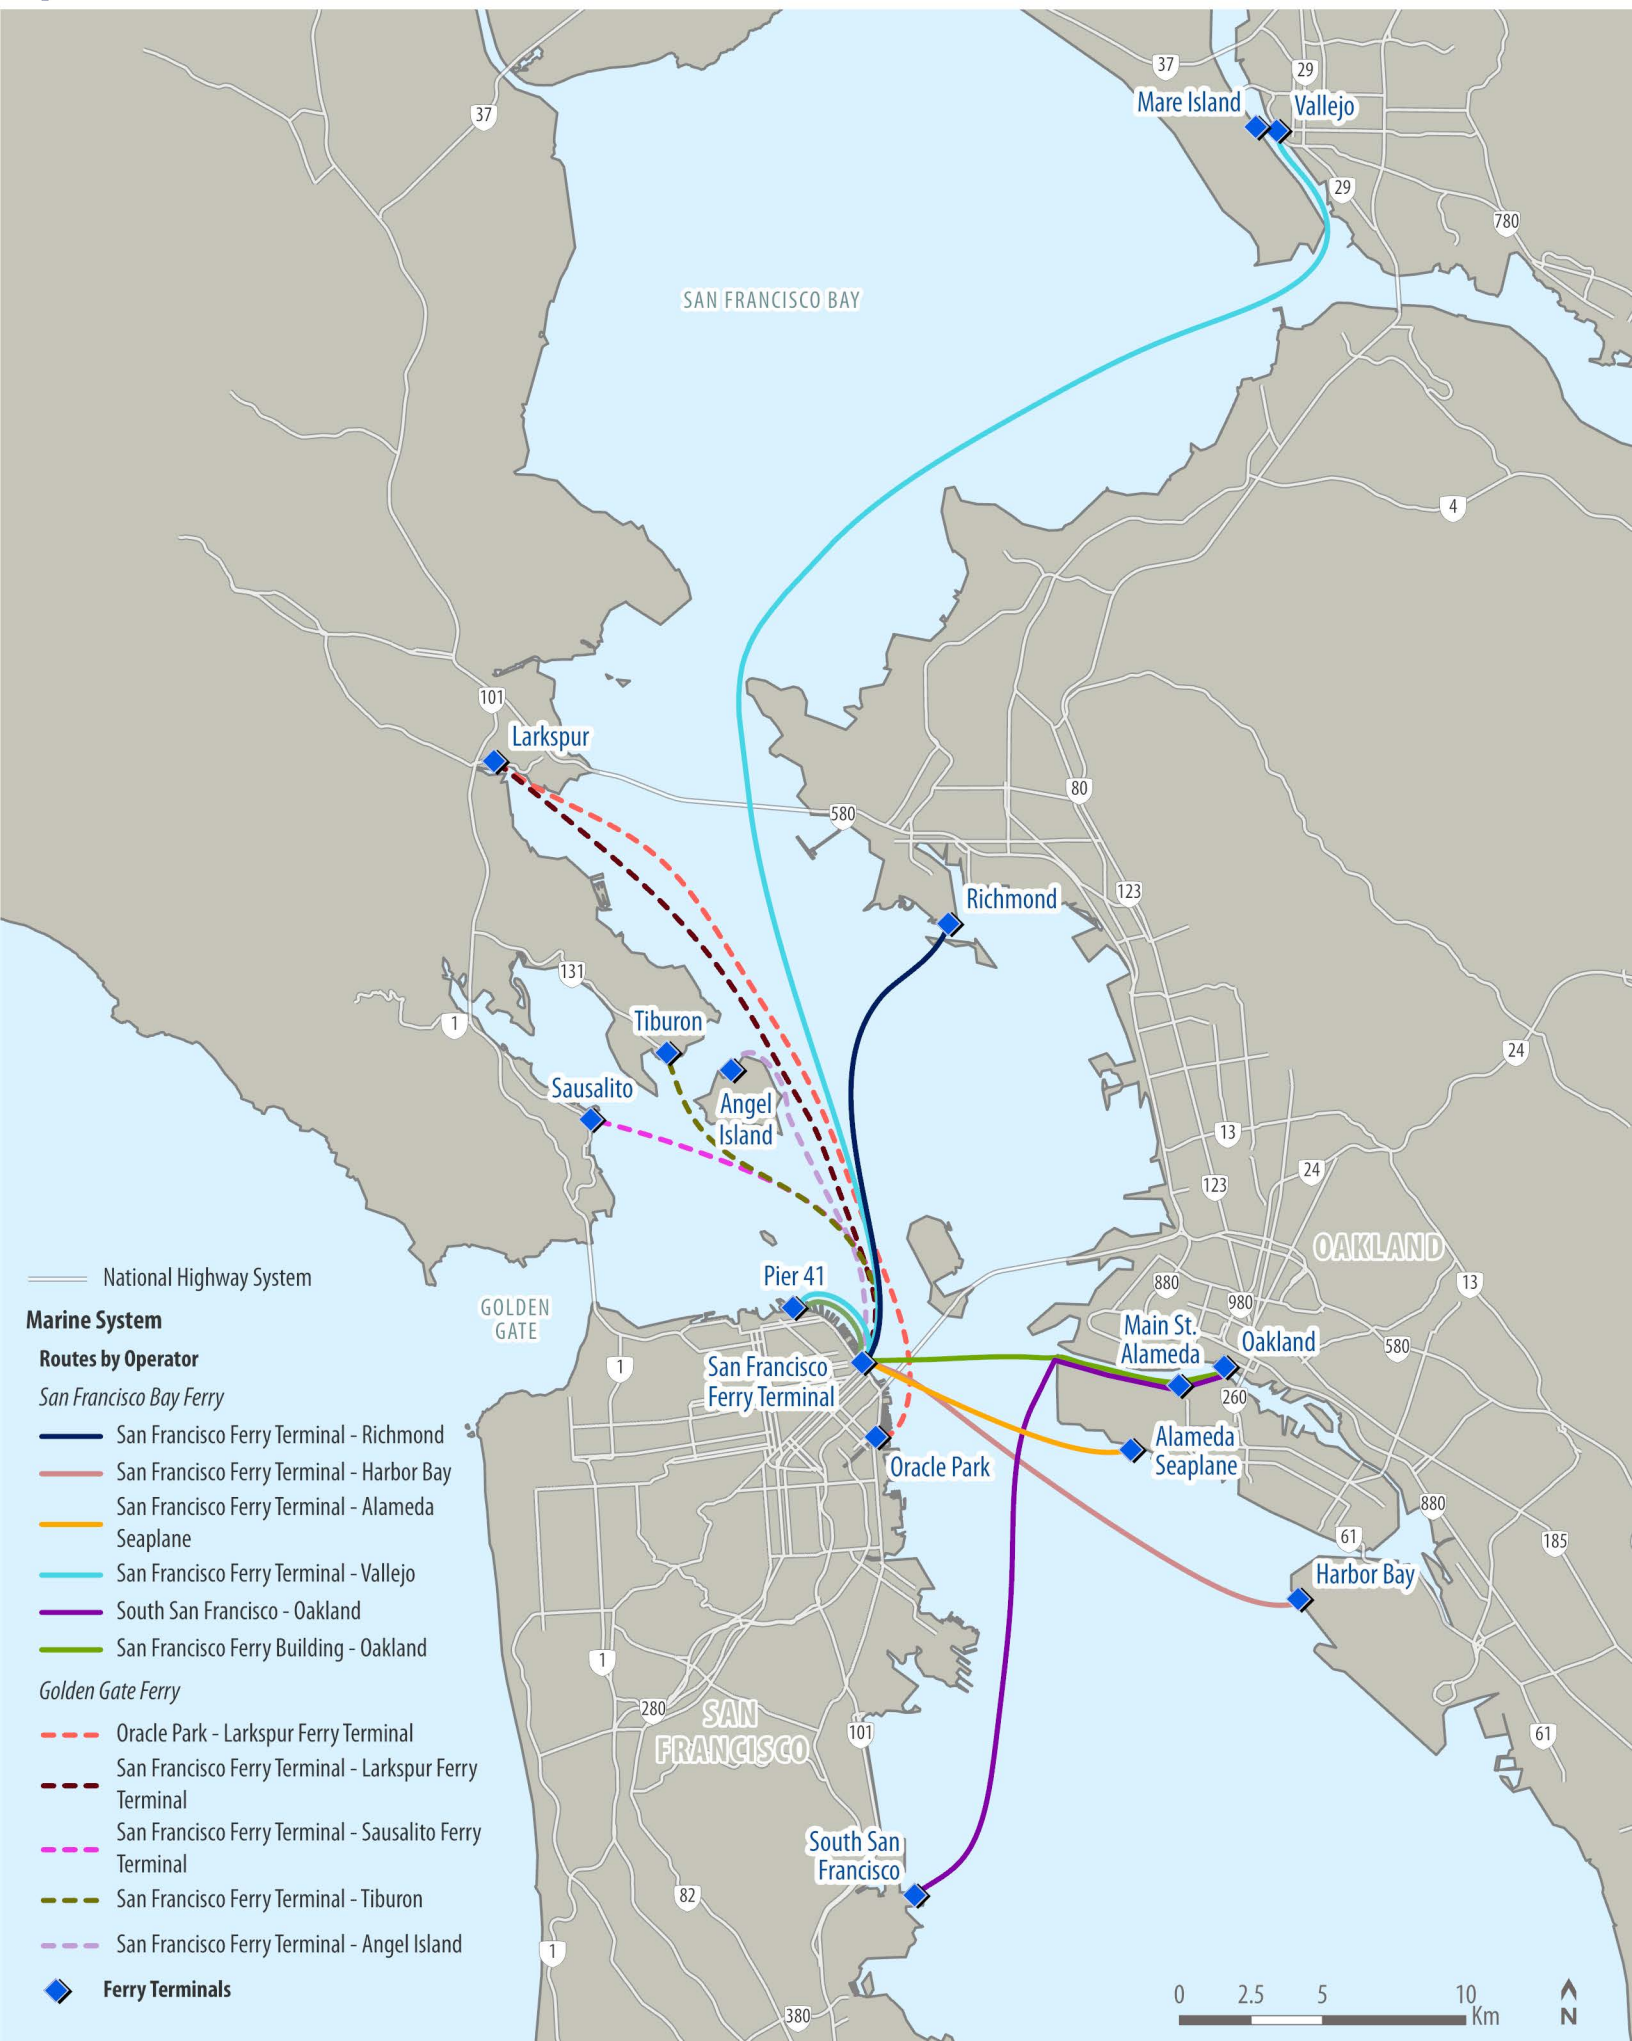 37
29
Mare Island
Vallejo
37
29
780
SAN FRANCISCO BAY
4
101
Larkspur
80
580
123
Richmond
131
1
Tiburon
24
Sausalito
Angel
Island
13
24
123
OAKLAND
National Highway System
Pier 41
880
13
GOLDEN
GATE
980
Marine System
Main St.
Alameda
Oakland
580
Routes by Operator
1
San Francisco
Ferry Terminal
260
San Francisco Bay Ferry
San Francisco Ferry Terminal - Richmond
Alameda
Seaplane
Oracle Park
San Francisco Ferry Terminal - Harbor Bay
San Francisco Ferry Terminal - Alameda
Seaplane
880
61
185
San Francisco Ferry Terminal - Vallejo
Harbor Bay
South San Francisco - Oakland
San Francisco Ferry Building - Oakland
1
Golden Gate Ferry
280
SAN
FRANCISCO
101
61
Oracle Park - Larkspur Ferry Terminal
San Francisco Ferry Terminal - Larkspur Ferry
Terminal
San Francisco Ferry Terminal - Sausalito Ferry
Terminal
South San
Francisco
San Francisco Ferry Terminal - Tiburon
82
San Francisco Ferry Terminal - Angel Island
1
Ferry Terminals
380
0 2.5 5 10
Km
N